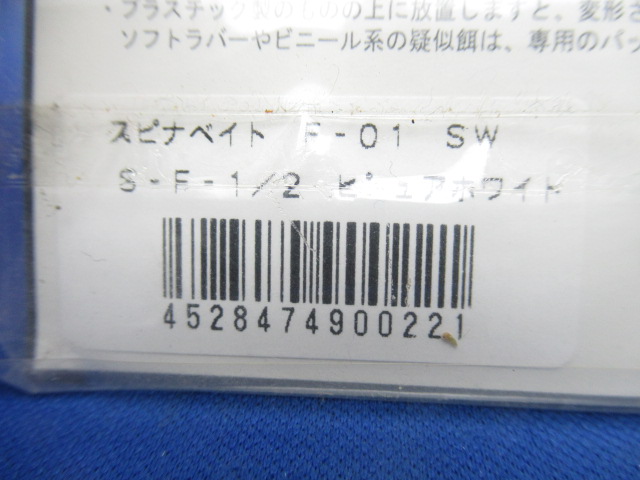 ・プラスチック製のものの上に放置しますと、変形さ
ソフトラバーやビニール系の疑似餌は、専用のパッ
スピナベイト F-01 SW
S-F-1/2 ピュアホワイト
4528474900221